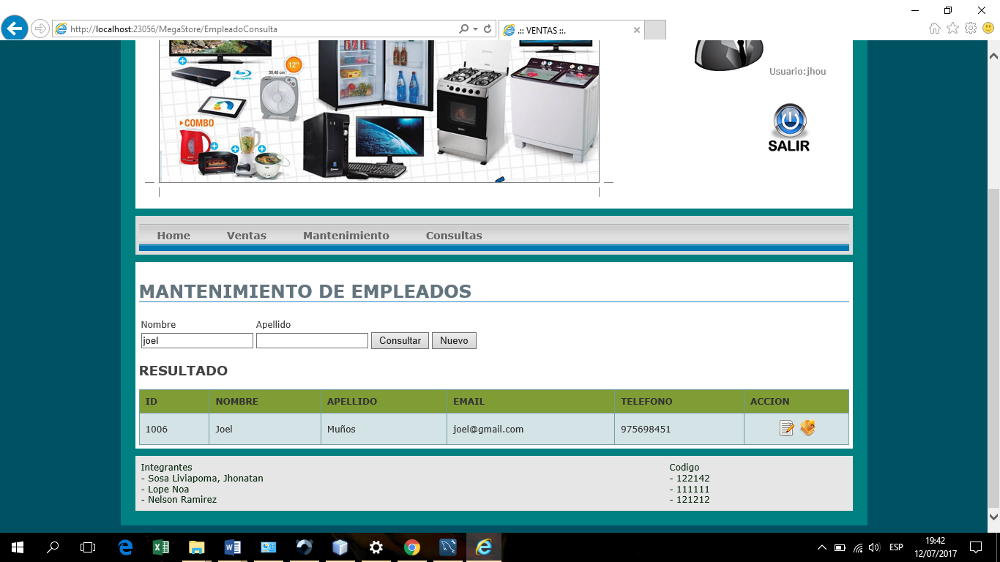 http://localhost:23056/MegaStore/EmpleadoConsulta
.:: VENTAS ::.
12"
30.48 cm
COMBO
Usuario:jhou
SALIR
Home Ventas Mantenimiento Consultas
MANTENIMIENTO DE EMPLEADOS
Nombre Apellido
joel Consultar Nuevo
RESULTADO
ID NOMBRE APELLIDO EMAIL TELEFONO ACCION
1006 Joel Muños joel@gmail.com 975698451
Integrantes Codigo
- Sosa Liviapoma, Jhonatan - 122142
- Lope Noa - 111111
- Nelson Ramirez - 121212
ESP
19:42
12/07/2017